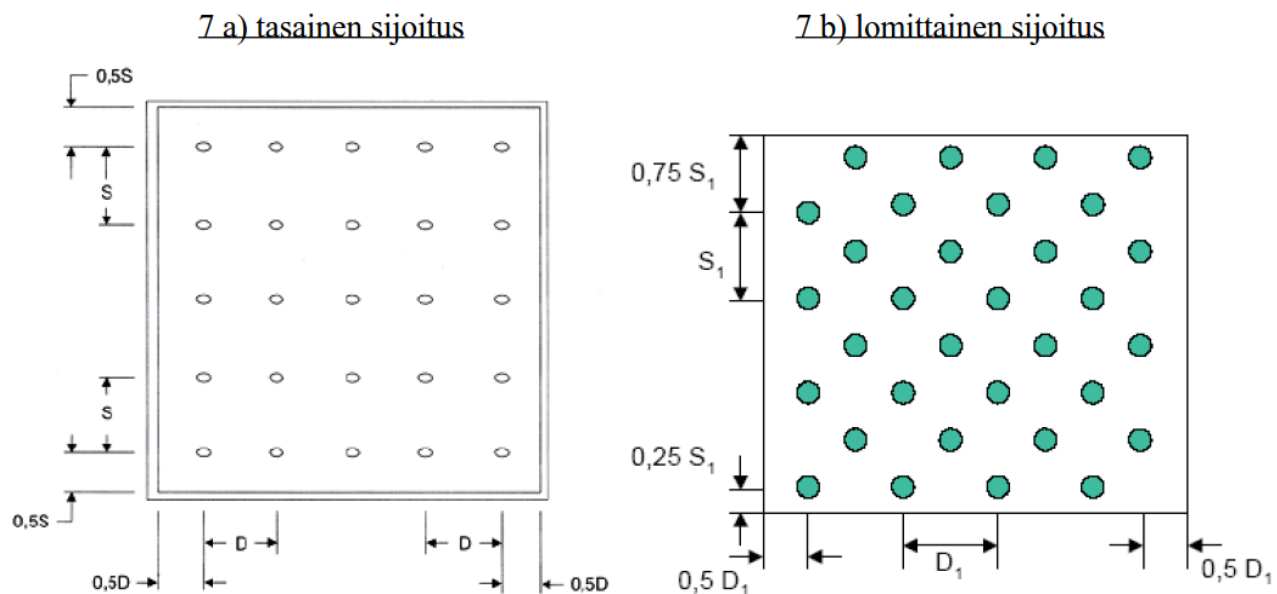 7 a) tasainen sijoitus
7 b) lomittainen sijoitus
0,5S
S
S
0,5S
D
D
0,5D
0,5D
0,75 S₁
S₁
0,25 S₁
D₁
0,5 D₁
0,5 D₁